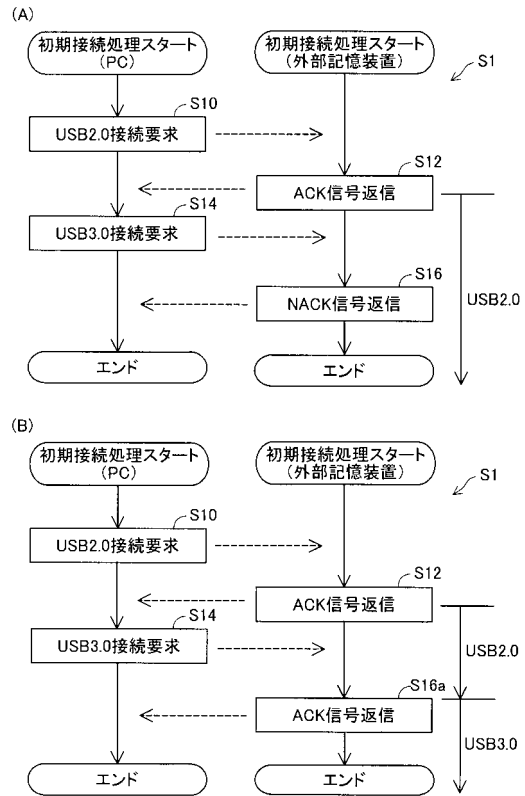 (A)
初期接続処理スタート
(PC)
初期接続処理スタート
(外部記憶装置)
S1
S10
USB2.0接続要求
S12
ACK信号返信
S14
USB3.0接続要求
S16
NACK信号返信
USB2.0
エンド
エンド
(B)
初期接続処理スタート
(PC)
初期接続処理スタート
(外部記憶装置)
S1
S10
USB2.0接続要求
S12
ACK信号返信
S14
USB3.0接続要求
USB2.0
S16a
ACK信号返信
USB3.0
エンド
エンド